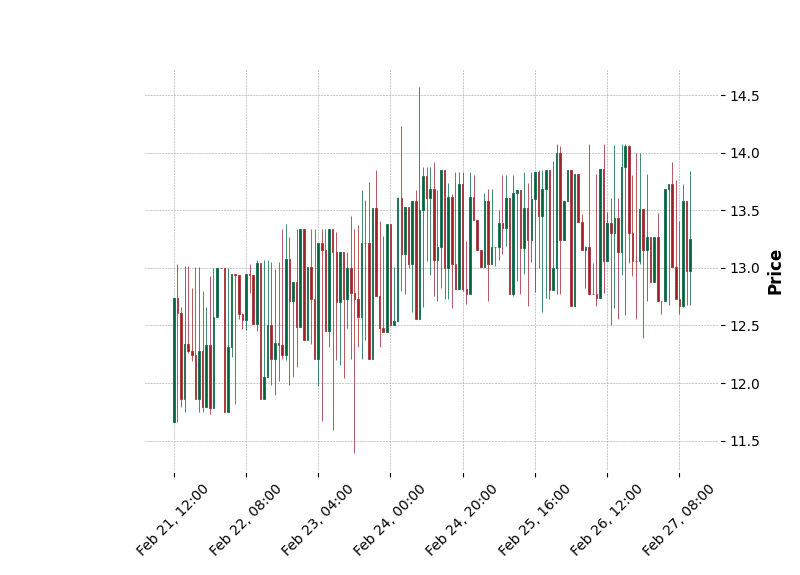 14.5
14.0
13.5
13.0
12.5
12.0
11.5
Price
Feb 21, 12:00
Feb 22, 08:00
Feb 23, 04:00
Feb 24, 00:00
Feb 24, 20:00
Feb 25, 16:00
Feb 26, 12:00
Feb 27, 08:00